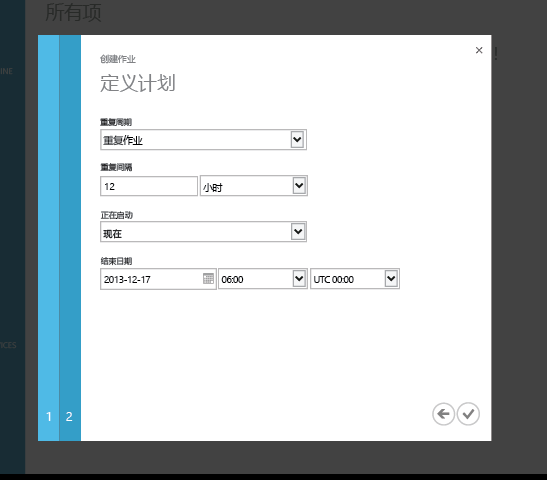 所有项
INE
!
×
创建作业
定义计划
重复周期
重复作业
重复间隔
12 小时
正在启动
现在
结束日期
2013-12-17 06:00 UTC 00:00
VICES
1 2